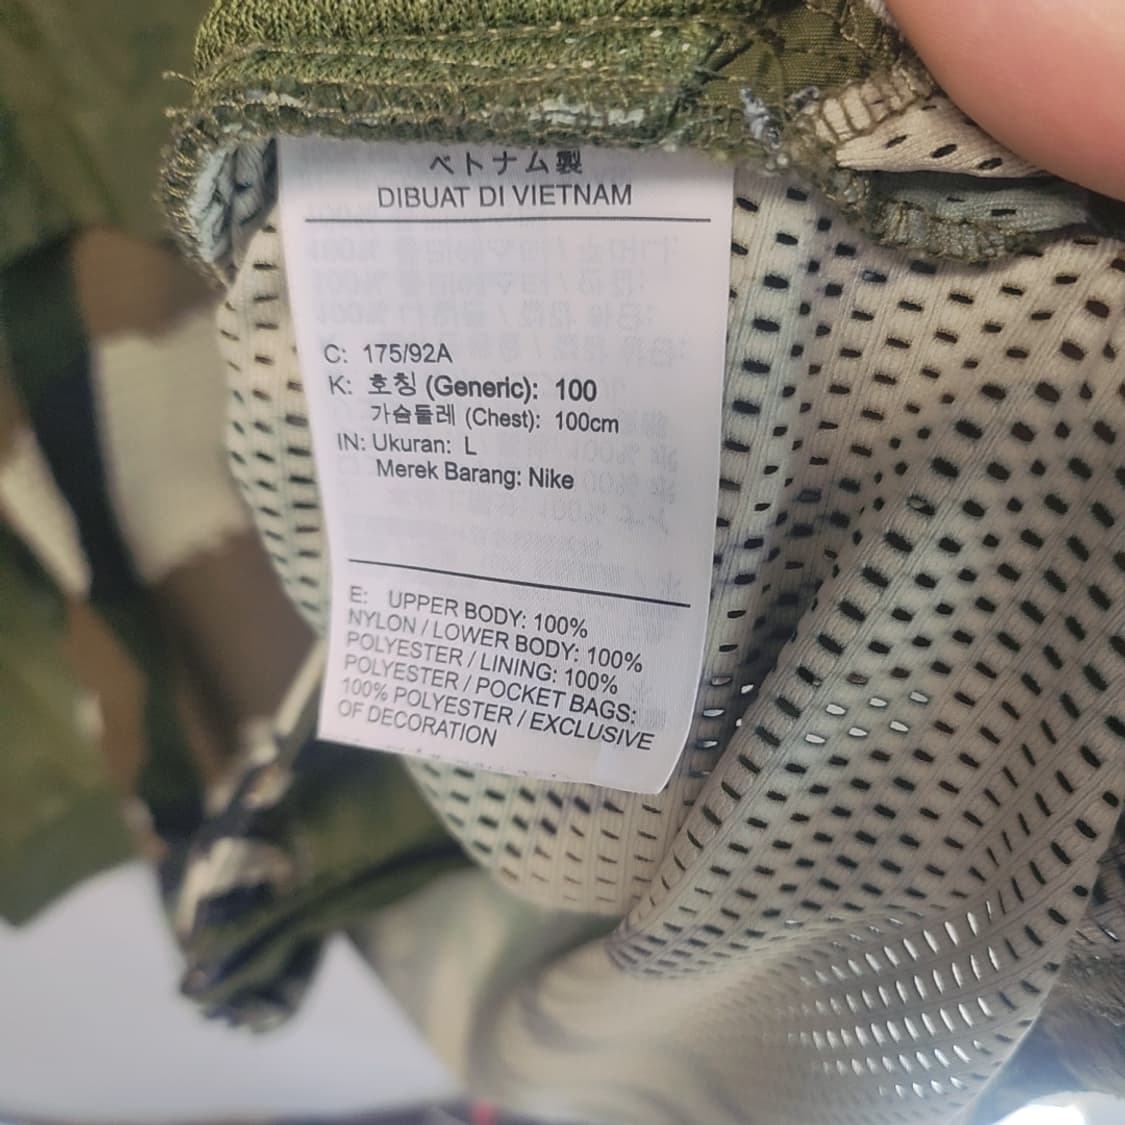 ベトナム製
DIBUAT DI VIETNAM
C: 175/92A
K: 호칭 (Generic): 100
가슴둘레 (Chest): 100cm
IN: Ukuran: L
Merek Barang: Nike
E: UPPER BODY: 100%
NYLON / LOWER BODY: 100%
POLYESTER / LINING: 100%
POLYESTER / POCKET BAGS:
100% POLYESTER / EXCLUSIVE
OF DECORATION